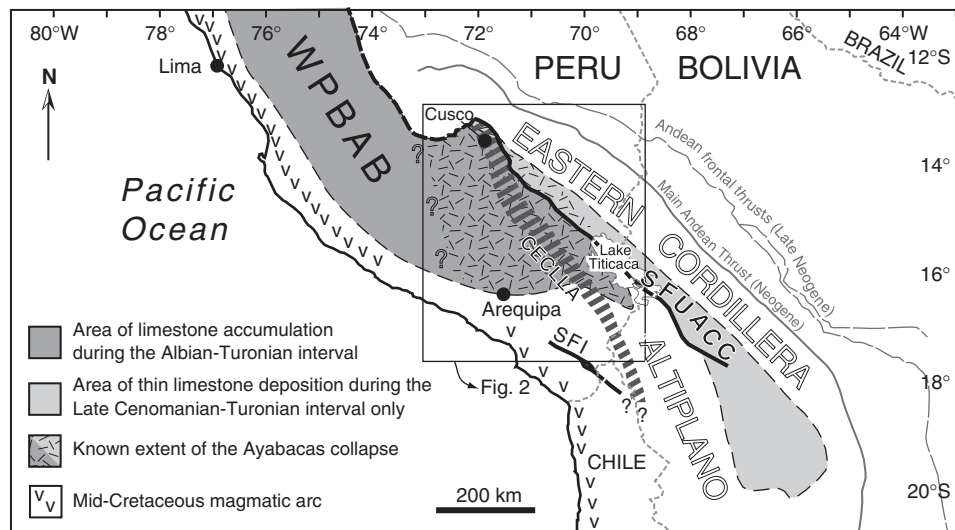 80°W 78° 76° 74° 72° 70° 68° 66° 64°W
12°S
14°
16°
18°
20°S
N
Lima
WPBAB
PERU
BOLIVIA
BRAZIL
Cusco
?
?
?
EASTERN CORDILLERA
Andean frontal thrusts (Late Neogene)
Main Andean Thrust (Neogene)
Pacific
Ocean
CECLLA
Lake
Titicaca
SFUACC
Arequipa
SFI
ALTIPLANO
Fig. 2
? ?
CHILE
200 km
Area of limestone accumulation
during the Albian-Turonian interval
Area of thin limestone deposition during the
Late Cenomanian-Turonian interval only
Known extent of the Ayabacas collapse
v v v Mid-Cretaceous magmatic arc